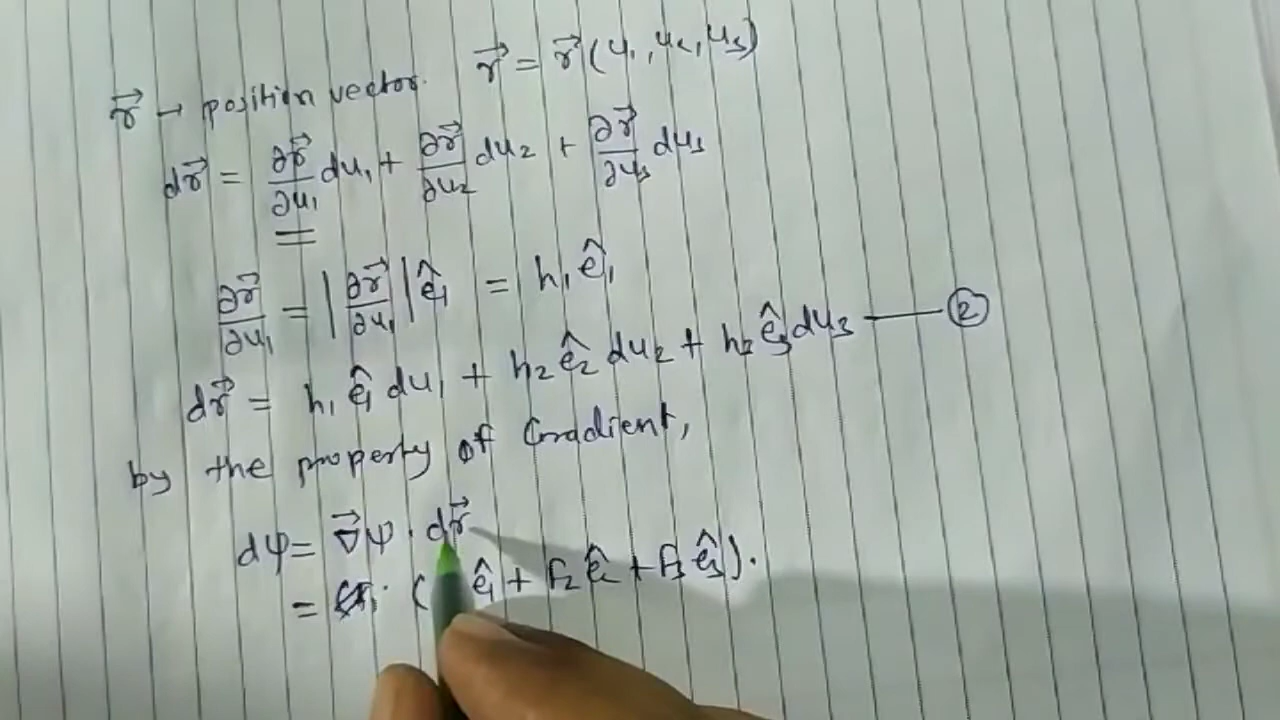 r⃗ → position vector. r⃗ = r⃗ (u₁, u₂, u₃)
dr⃗ = ∂r⃗/∂u₁ du₁ + ∂r⃗/∂u₂ du₂ + ∂r⃗/∂u₃ du₃
∂r⃗/∂u₁ = |∂r⃗/∂u₁| ê₁ = h₁ ê₁
dr⃗ = h₁ ê₁ du₁ + h₂ ê₂ du₂ + h₃ ê₃ du₃ —— ②
by the property of Gradient,
dψ = ∇⃗ψ · dr⃗
= ( ê₁ + f₂ ê₂ + f₃ ê₃ ).